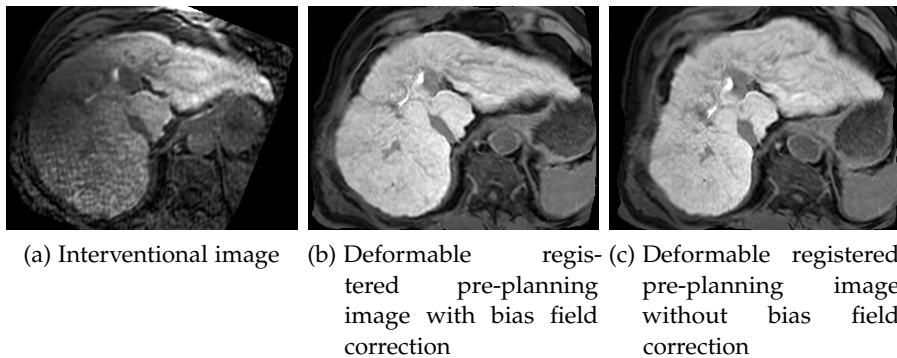 (a) Interventional image
(b) Deformable regis-
tered pre-planning
image with bias field
correction
(c) Deformable registered
pre-planning image
without bias field
correction